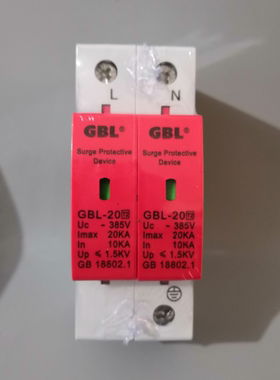 L N
GBL® GBL®
Surge Protective Surge Protective
Device Device
GBL-20 GBL-20
Uc ~ 385V Uc ~ 385V
Imax 20KA Imax 20KA
In 10KA In 10KA
Up ≤ 1.5KV Up ≤ 1.5KV
GB 18802.1 GB 18802.1